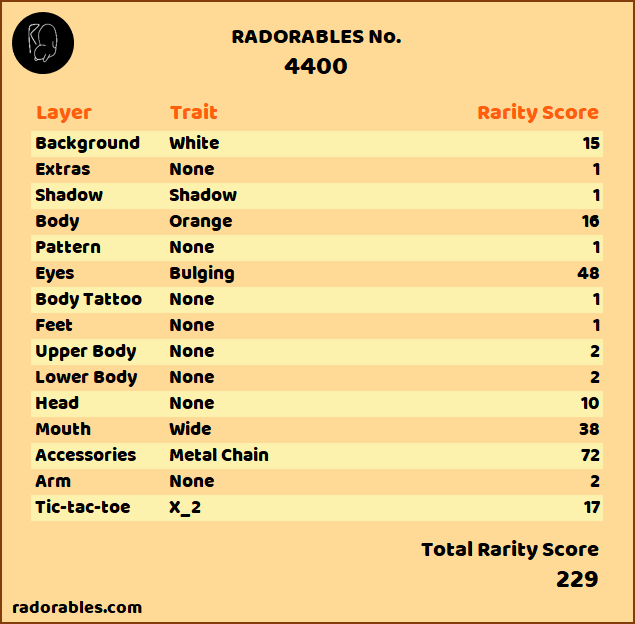 RADORABLES No.
4400
Layer Trait Rarity Score
Background White 15
Extras None 1
Shadow Shadow 1
Body Orange 16
Pattern None 1
Eyes Bulging 48
Body Tattoo None 1
Feet None 1
Upper Body None 2
Lower Body None 2
Head None 10
Mouth Wide 38
Accessories Metal Chain 72
Arm None 2
Tic-tac-toe X_2 17
Total Rarity Score
229
radorables.com